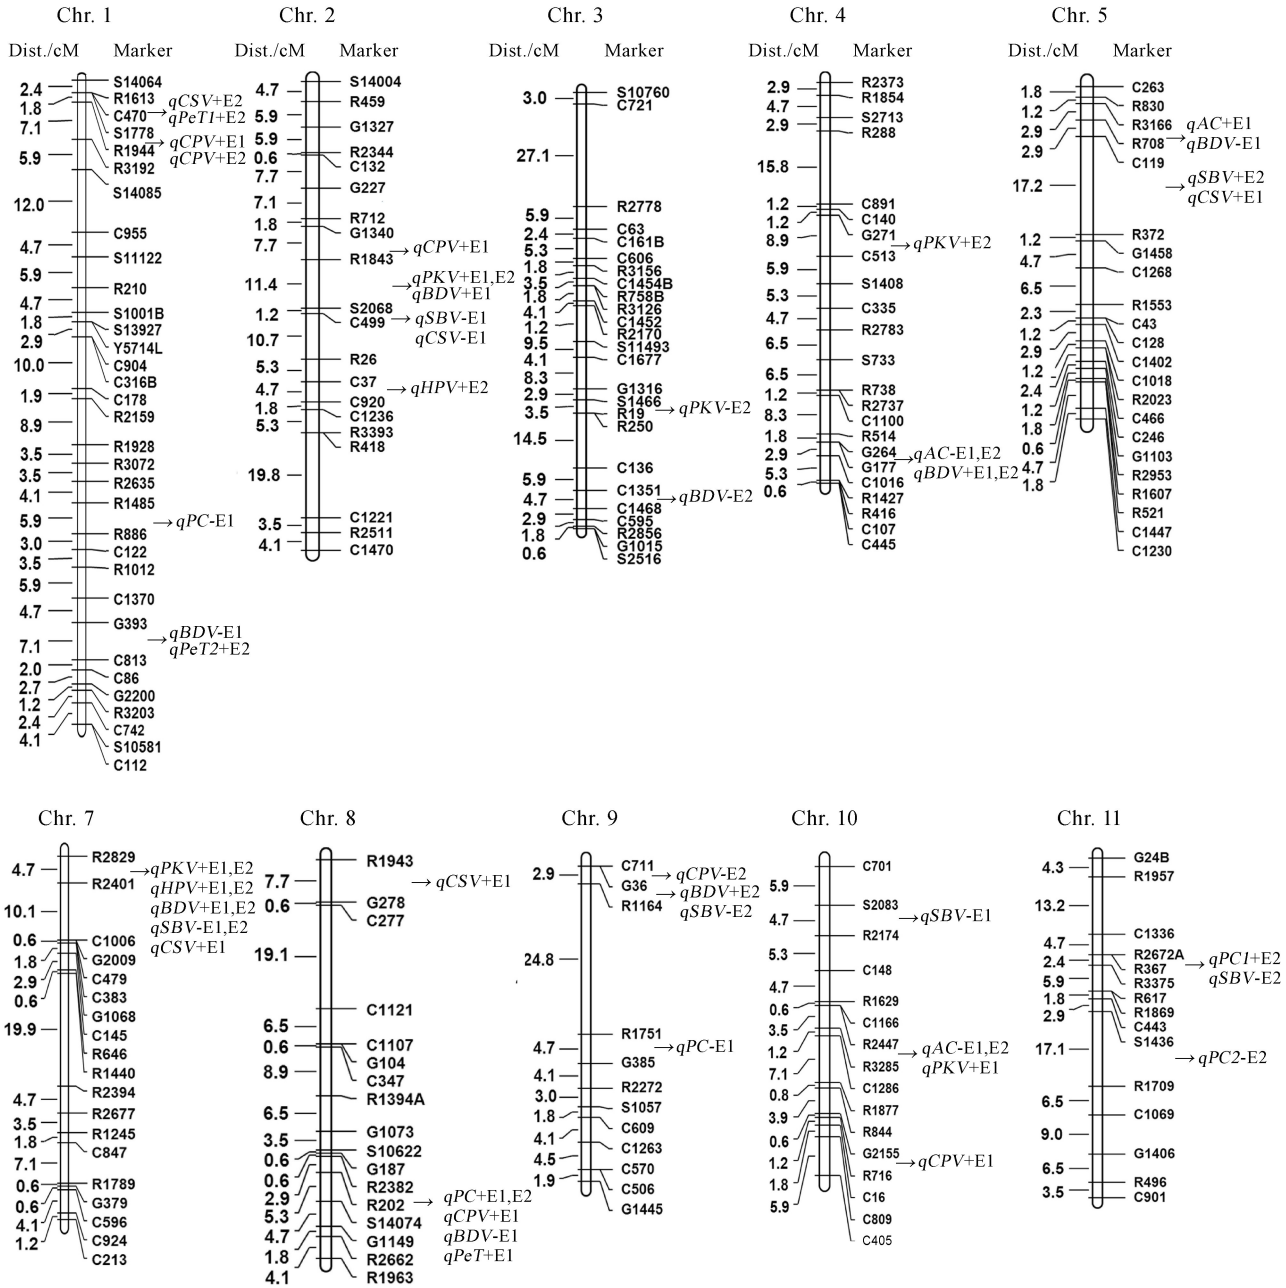 Chr. 1
Dist./cM Marker
2.4
1.8
7.1
5.9
12.0
4.7
5.9
4.7
1.8
2.9
10.0
1.9
8.9
3.5
3.5
4.1
5.9
3.0
3.5
5.9
4.7
7.1
2.0
2.7
1.2
2.4
4.1
S14064
R1613
C470
S1778
R1944
R3192
S14085
C955
S11122
R210
S1001B
S13927
Y5714L
C904
C316B
C178
R2159
R1928
R3072
R2635
R1485
R886
C122
R1012
C1370
G393
C813
C86
G2200
R3203
C742
S10581
C112
→qCSV+E2
qPeT1+E2
→qCPV+E1
qCPV+E2
→qPC-E1
→qBDV-E1
qPeT2+E2
Chr. 2
Dist./cM Marker
4.7
5.9
5.9
0.6
7.7
7.1
1.8
7.7
11.4
1.2
10.7
5.3
4.7
1.8
5.3
19.8
3.5
4.1
S14004
R459
G1327
R2344
C132
G227
R712
G1340
R1843
S2068
C499
R26
C37
C920
C1236
R3393
R418
C1221
R2511
C1470
→qCPV+E1
→qPKV+E1,E2
qBDV+E1
→qSBV-E1
qCSV-E1
→qHPV+E2
Chr. 3
Dist./cM Marker
3.0
27.1
5.9
2.4
5.3
1.8
3.5
1.8
4.1
1.2
9.5
4.1
8.3
2.9
3.5
14.5
5.9
4.7
2.9
1.8
0.6
S10760
C721
R2778
C63
C161B
C606
R3156
C1454B
R758B
R3126
C1452
R2170
S11493
C1677
G1316
S1466
R19
R250
C136
C1351
C1468
C595
R2856
G1015
S2516
→qPKV-E2
→qBDV-E2
Chr. 4
Dist./cM Marker
2.9
4.7
2.9
15.8
1.2
1.2
8.9
5.9
5.3
4.7
6.5
6.5
1.2
8.3
1.8
2.9
5.3
0.6
R2373
R1854
S2713
R288
C891
C140
G271
C513
S1408
C335
R2783
S733
R738
R2737
C1100
R514
G264
G177
C1016
R1427
R416
C107
C445
→qPKV+E2
→qAC-E1,E2
qBDV+E1,E2
Chr. 5
Dist./cM Marker
1.8
1.2
2.9
2.9
17.2
1.2
4.7
6.5
2.3
1.2
2.9
1.2
2.4
1.2
1.8
0.6
4.7
1.8
C263
R830
R3166
R708
C119
R372
G1458
C1268
R1553
C43
C128
C1402
C1018
R2023
C466
C246
G1103
R2953
R1607
R521
C1447
C1230
qAC+E1
→qBDV-E1
qSBV+E2
→qCSV+E1
Chr. 7
4.7
10.1
0.6
1.8
2.9
0.6
19.9
4.7
3.5
1.8
7.1
0.6
0.6
4.1
1.2
R2829
R2401
C1006
G2009
C479
C383
G1068
C145
R646
R1440
R2394
R2677
R1245
C847
R1789
G379
C596
C924
C213
→qPKV+E1,E2
qHPV+E1,E2
qBDV+E1,E2
qSBV-E1,E2
qCSV+E1
Chr. 8
7.7
0.6
19.1
6.5
0.6
8.9
6.5
3.5
0.6
0.6
2.9
5.3
4.7
1.8
4.1
R1943
G278
C277
C1121
C1107
G104
C347
R1394A
G1073
S10622
G187
R2382
R202
S14074
G1149
R2662
R1963
→qCSV+E1
→qPC+E1,E2
qCPV+E1
qBDV-E1
qPeT+E1
Chr. 9
2.9
24.8
4.7
4.1
3.0
1.8
4.1
4.5
1.9
C711
G36
R1164
R1751
G385
R2272
S1057
C609
C1263
C570
C506
G1445
→qCPV-E2
→qBDV+E2
qSBV-E2
→qPC-E1
Chr. 10
5.9
4.7
5.3
4.7
0.6
3.5
1.2
7.1
0.8
3.9
0.6
1.2
1.8
5.9
C701
S2083
R2174
C148
R1629
C1166
R2447
R3285
C1286
R1877
R844
G2155
R716
C16
C809
C405
→qSBV-E1
→qAC-E1,E2
qPKV+E1
→qCPV+E1
Chr. 11
4.3
13.2
4.7
2.4
5.9
1.8
2.9
17.1
6.5
9.0
6.5
3.5
G24B
R1957
C1336
R2672A
R367
R3375
R617
R1869
C443
S1436
R1709
C1069
G1406
R496
C901
→qPC1+E2
qSBV-E2
→qPC2-E2